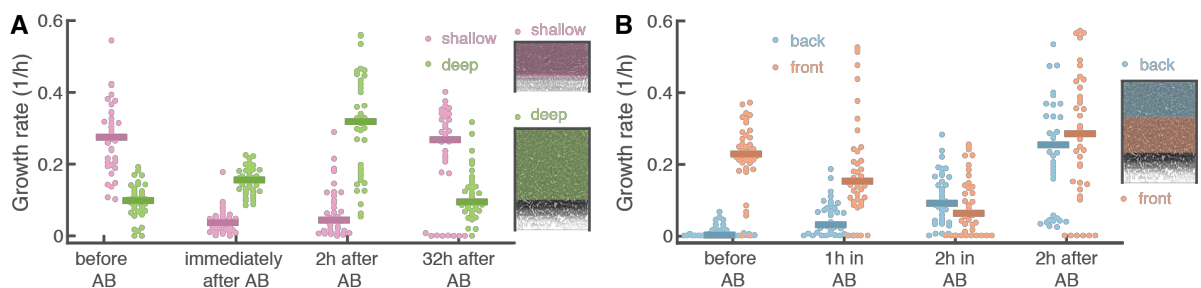 A
Growth rate (1/h)
0.6
0.4
0.2
0
shallow
deep
shallow
deep
before
AB
immediately
after AB
2h after
AB
32h after
AB
B
Growth rate (1/h)
0.6
0.4
0.2
0
back
front
back
front
before
AB
1h in
AB
2h in
AB
2h after
AB